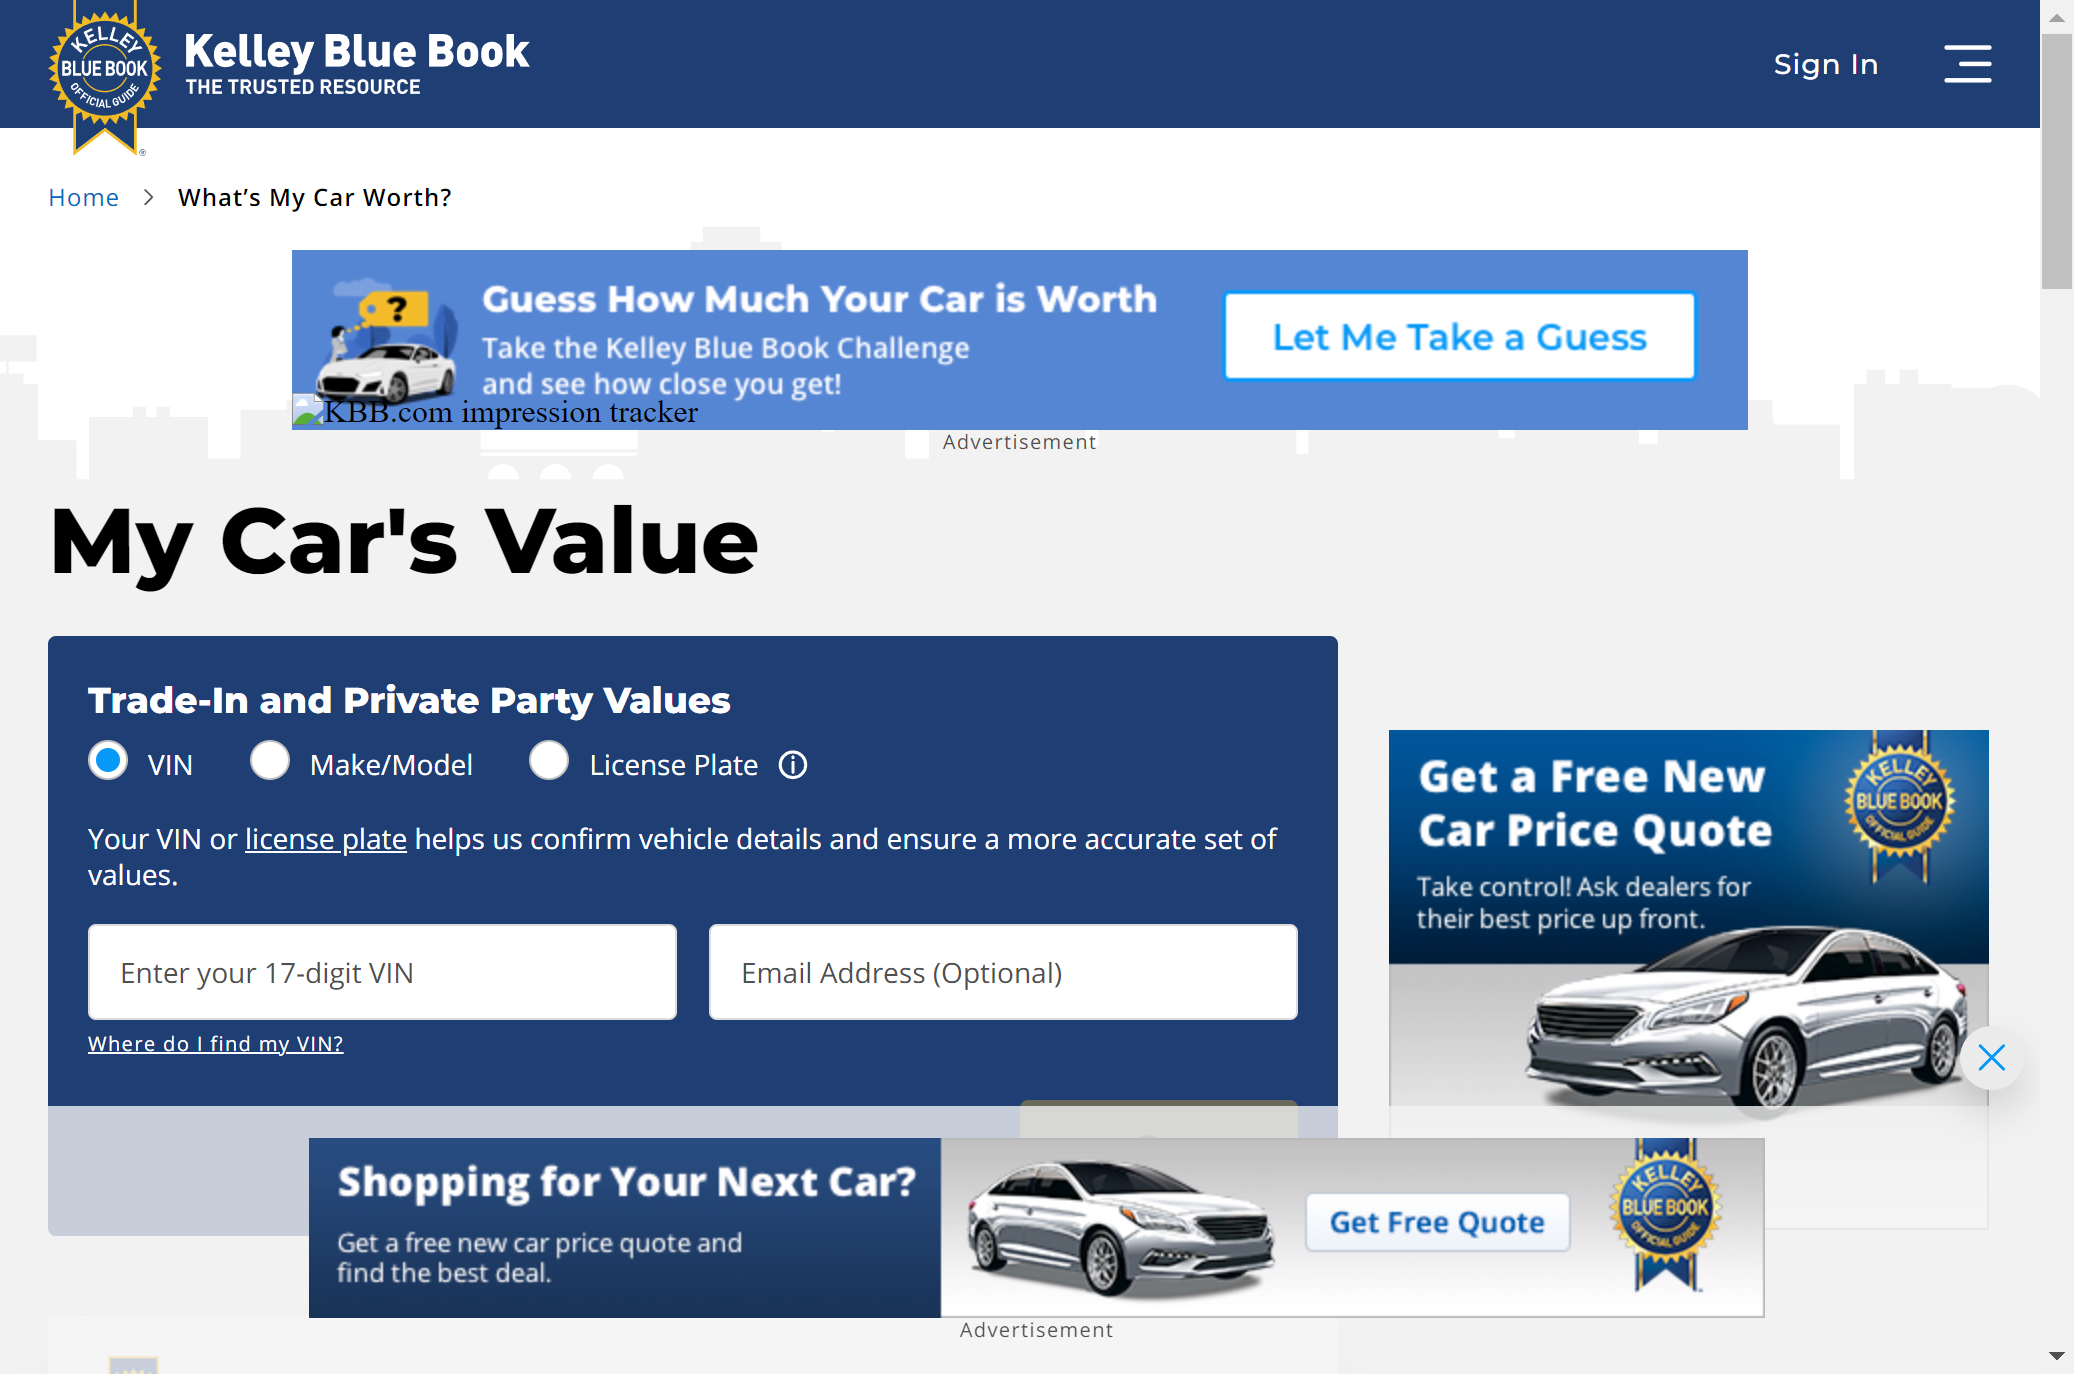 KELLEY
BLUE BOOK
OFFICIAL GUIDE
®
Kelley Blue Book
THE TRUSTED RESOURCE
Sign In
Home
What's My Car Worth?
?
Guess How Much Your Car is Worth
Take the Kelley Blue Book Challenge
and see how close you get!
Let Me Take a Guess
KBB.com impression tracker
Advertisement
My Car's Value
Trade-In and Private Party Values
VIN
Make/Model
License Plate
Your VIN or license plate helps us confirm vehicle details and ensure a more accurate set of
values.
Enter your 17-digit VIN
Email Address (Optional)
Where do I find my VIN?
Get a Free New
Car Price Quote
Take control! Ask dealers for
their best price up front.
KELLEY
BLUE BOOK
OFFICIAL GUIDE
Shopping for Your Next Car?
Get a free new car price quote and
find the best deal.
Get Free Quote
KELLEY
BLUE BOOK
OFFICIAL GUIDE
Advertisement